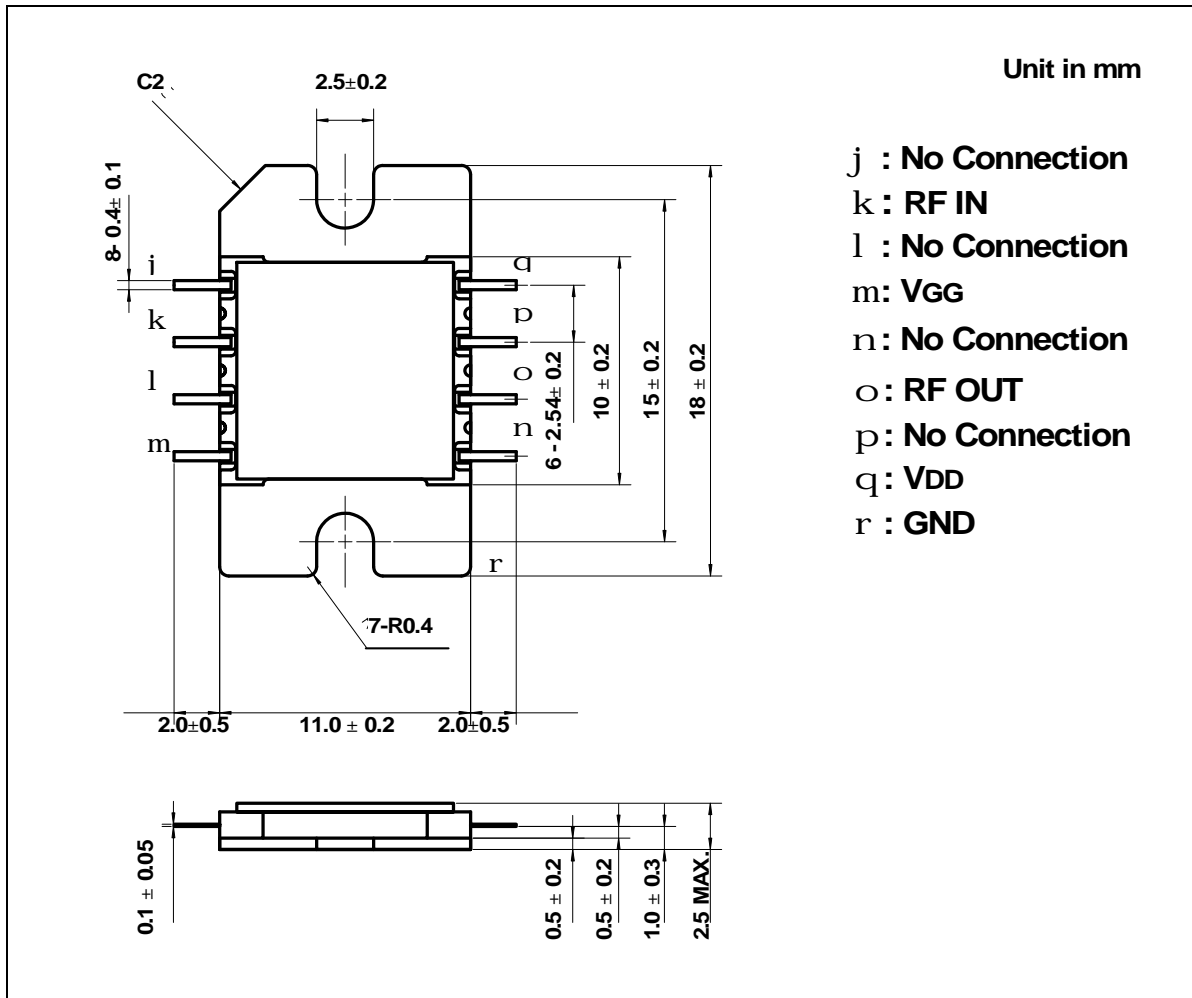 Unit in mm
C2
2.5±0.2
8- 0.4± 0.1
j
k
l
m
q
p
o
n
r
6 - 2.54± 0.2
10 ± 0.2
15 ± 0.2
18 ± 0.2
7-R0.4
2.0±0.5
11.0 ± 0.2
2.0±0.5
0.1 ± 0.05
0.5 ± 0.2
0.5 ± 0.2
1.0 ± 0.3
2.5 MAX.
j : No Connection
k : RF IN
l : No Connection
m: VGG
n : No Connection
o : RF OUT
p : No Connection
q : VDD
r : GND